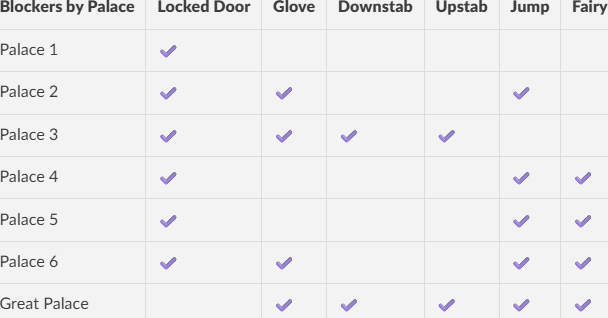 Blockers by Palace Locked Door Glove Downstab Upstab Jump Fairy
Palace 1 ✔
Palace 2 ✔ ✔ ✔
Palace 3 ✔ ✔ ✔ ✔
Palace 4 ✔ ✔ ✔
Palace 5 ✔ ✔ ✔
Palace 6 ✔ ✔ ✔ ✔
Great Palace ✔ ✔ ✔ ✔ ✔